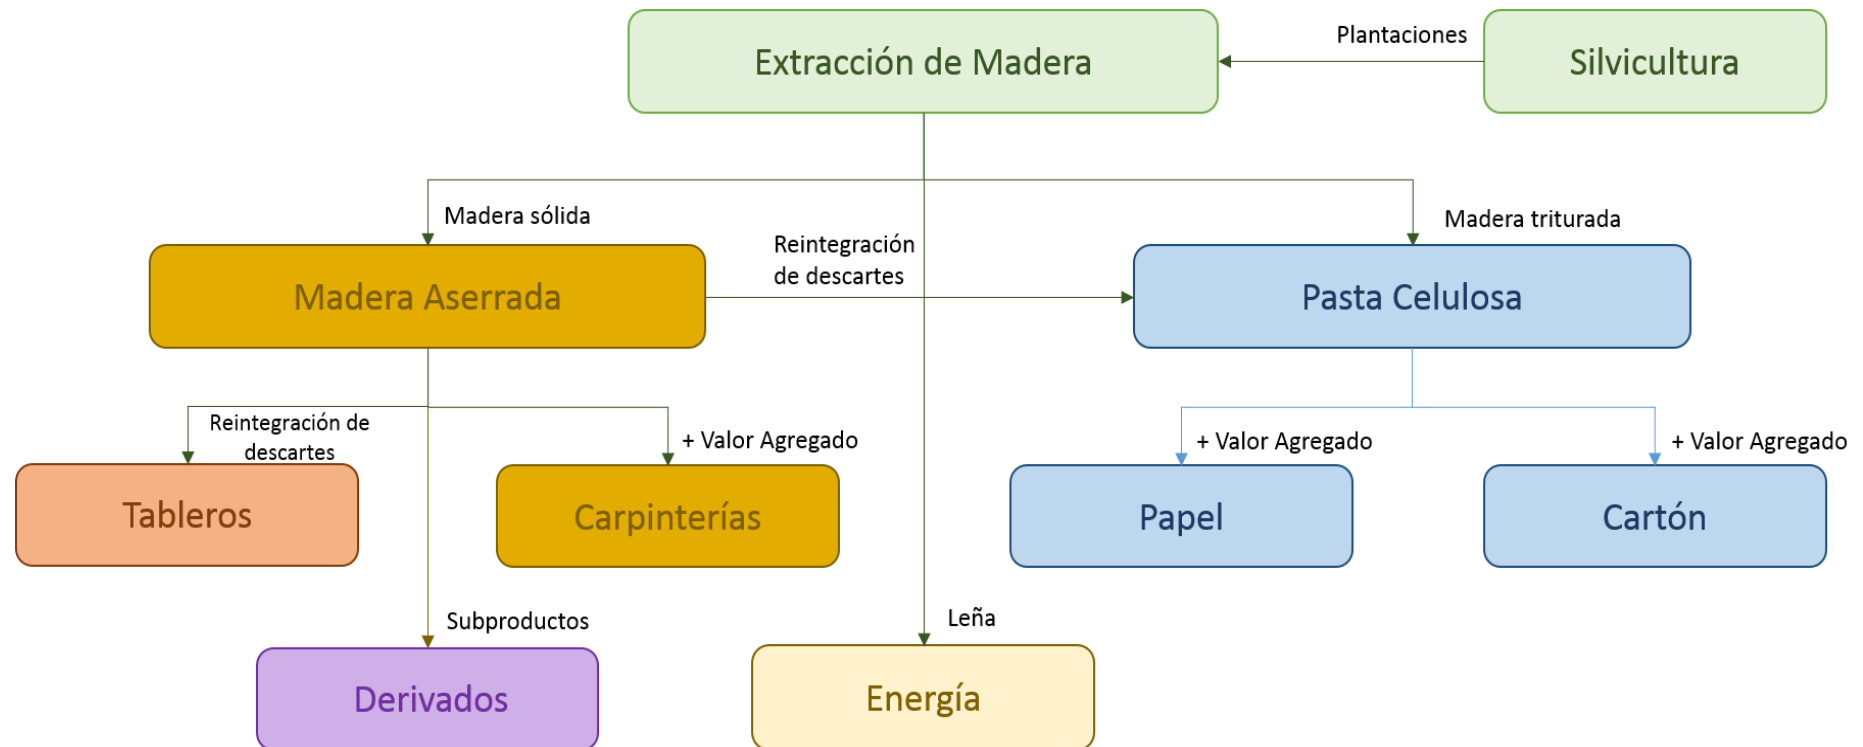 Extracción de Madera
Plantaciones
Silvicultura
Madera sólida
Madera triturada
Reintegración
de descartes
Madera Aserrada
Pasta Celulosa
Reintegración de
descartes
+ Valor Agregado
+ Valor Agregado
+ Valor Agregado
Tableros
Carpinterías
Papel
Cartón
Subproductos
Leña
Derivados
Energía